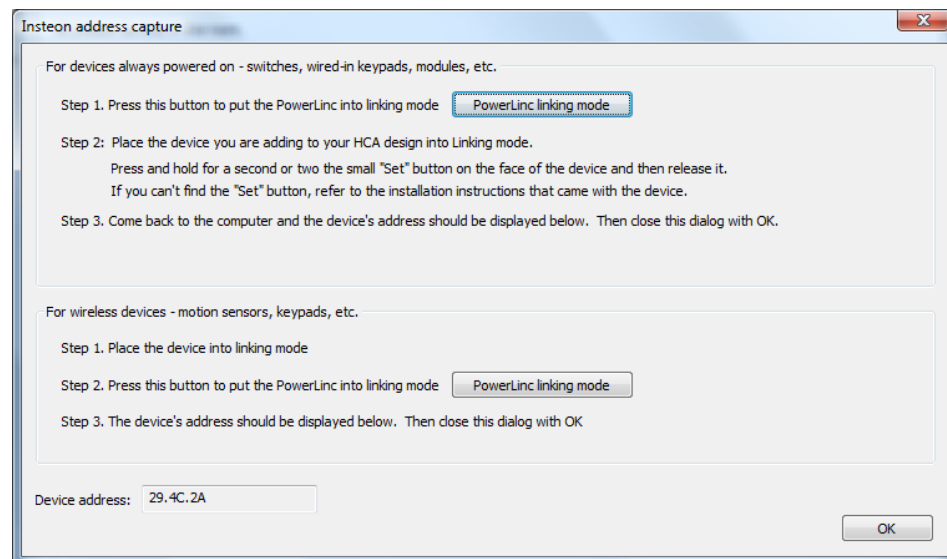 Insteon address capture
For devices always powered on - switches, wired-in keypads, modules, etc.
Step 1. Press this button to put the PowerLinc into linking mode PowerLinc linking mode
Step 2: Place the device you are adding to your HCA design into Linking mode.
Press and hold for a second or two the small "Set" button on the face of the device and then release it.
If you can't find the "Set" button, refer to the installation instructions that came with the device.
Step 3. Come back to the computer and the device's address should be displayed below. Then close this dialog with OK.
For wireless devices - motion sensors, keypads, etc.
Step 1. Place the device into linking mode
Step 2. Press this button to put the PowerLinc into linking mode PowerLinc linking mode
Step 3. The device's address should be displayed below. Then close this dialog with OK
Device address: 29.4C.2A
OK